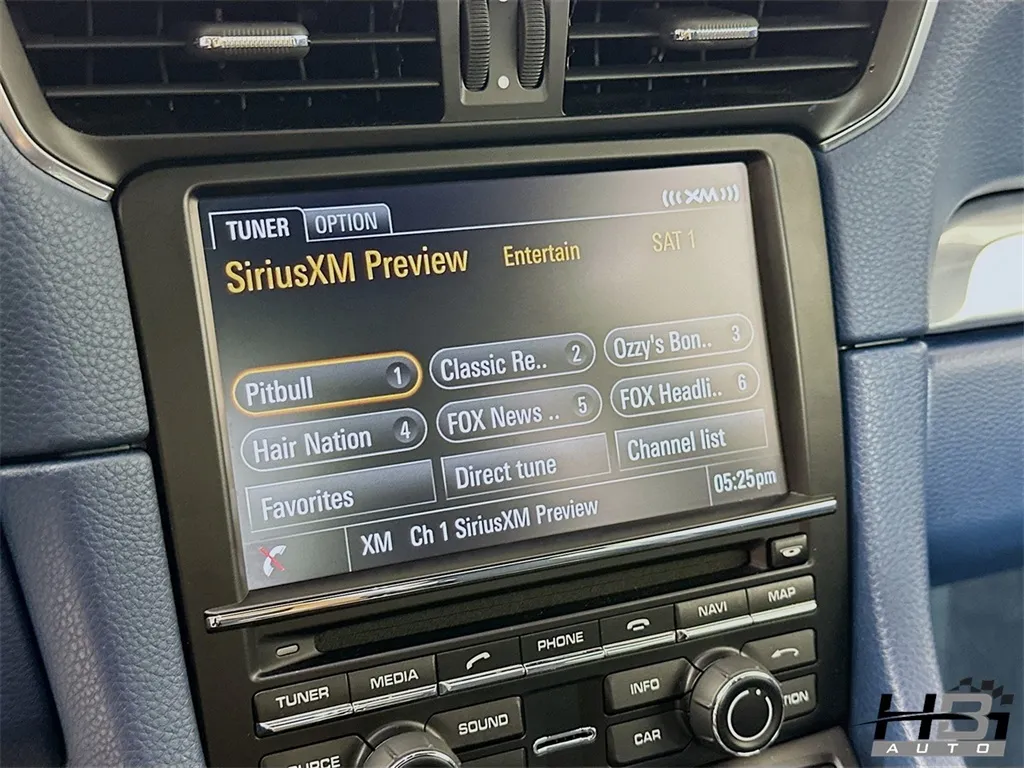 (((XM)))
TUNER OPTION
SiriusXM Preview Entertain SAT 1
Pitbull 1 Classic Re.. 2 Ozzy's Bon.. 3
Hair Nation 4 FOX News .. 5 FOX Headli.. 6
Favorites Direct tune Channel list
XM Ch 1 SiriusXM Preview 05:25pm
TUNER MEDIA PHONE NAVI MAP
SOUND INFO
CAR
HBI
AUTO